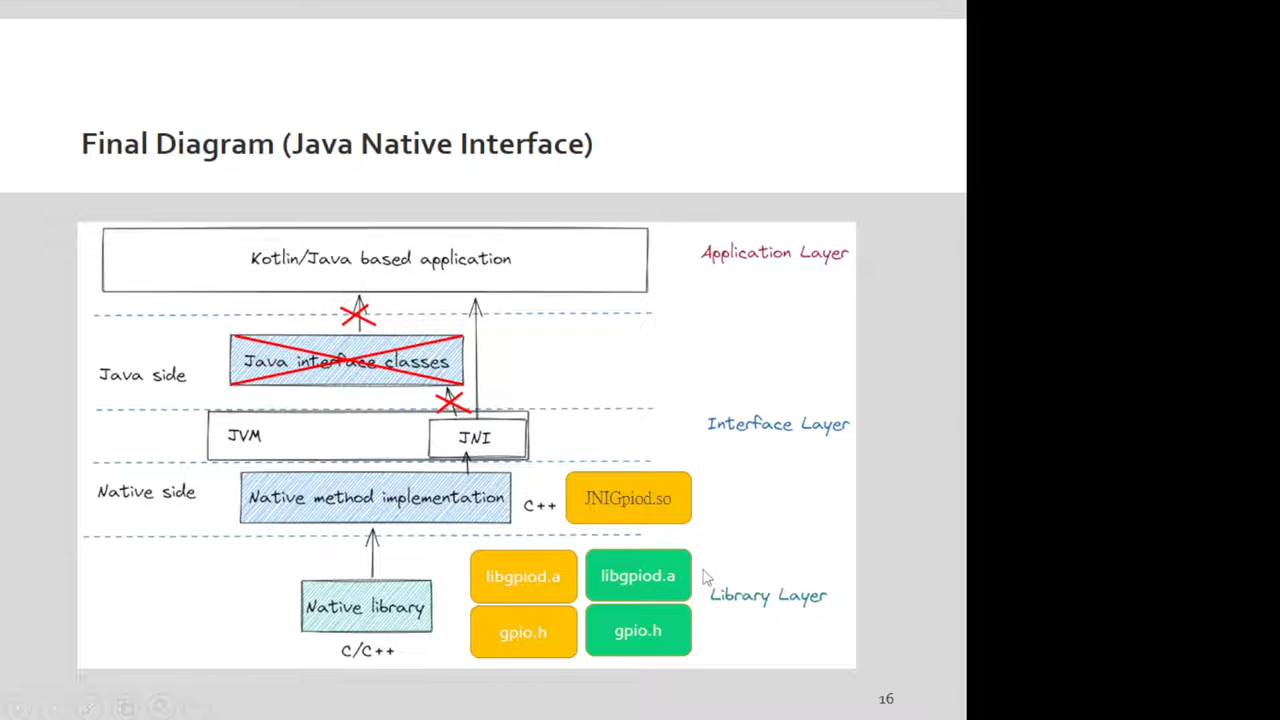 Final Diagram (Java Native Interface)
Kotlin/Java based application
Application Layer
Java interface classes
Java side
JVM
JNI
Interface Layer
Native side
Native method implementation
C++
JNIGpiod.so
libgpiod.a
libgpiod.a
Library Layer
Native library
gpio.h
gpio.h
C/C++
16